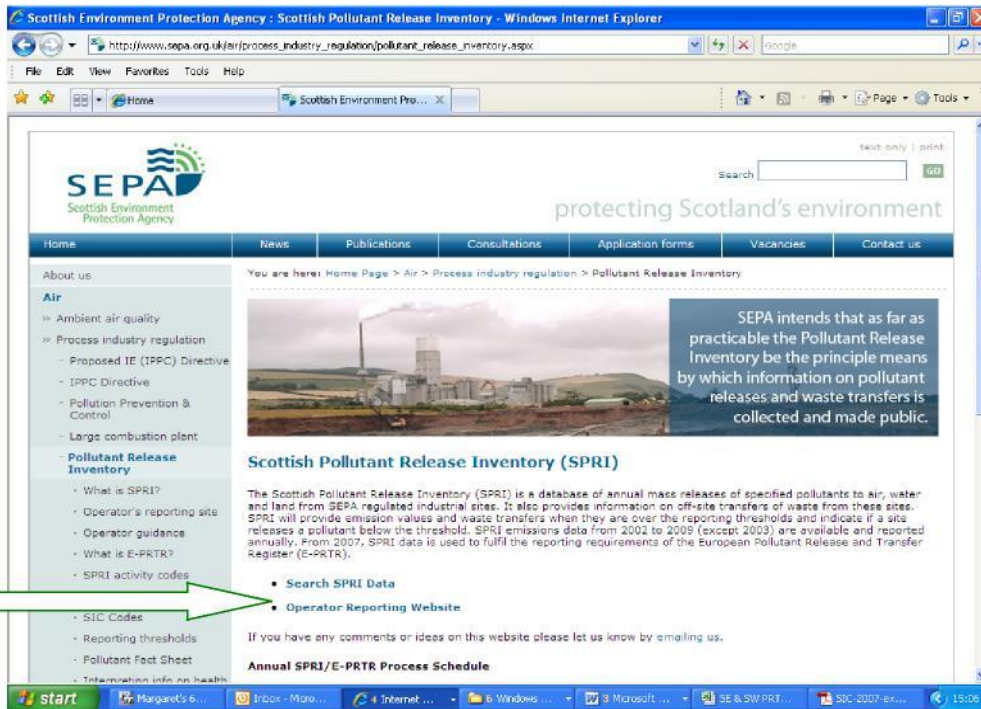 Scottish Environment Protection Agency : Scottish Pollutant Release Inventory - Windows Internet Explorer
http://www.sepa.org.uk/air/process_industry_regulation/pollutant_release_inventory.aspx
Google
File Edit View Favorites Tools Help
Home
Scottish Environment Pro...
Page
Tools
text only | print
Search
GO
SEPA
Scottish Environment
Protection Agency
protecting Scotland's environment
Home News Publications Consultations Application forms Vacancies Contact us
About us
Air
» Ambient air quality
» Process industry regulation
- Proposed IE (IPPC) Directive
- IPPC Directive
- Pollution Prevention &
Control
- Large combustion plant
- Pollutant Release
Inventory
· What is SPRI?
· Operator's reporting site
· Operator guidance
· What is E-PRTR?
· SPRI activity codes
· SIC Codes
· Reporting thresholds
· Pollutant Fact Sheet
· Interpreting info on health
You are here: Home Page > Air > Process industry regulation > Pollutant Release Inventory
SEPA intends that as far as
practicable the Pollutant Release
Inventory be the principle means
by which information on pollutant
releases and waste transfers is
collected and made public.
Scottish Pollutant Release Inventory (SPRI)
The Scottish Pollutant Release Inventory (SPRI) is a database of annual mass releases of specified pollutants to air, water
and land from SEPA regulated industrial sites. It also provides information on off-site transfers of waste from these sites.
SPRI will provide emission values and waste transfers when they are over the reporting thresholds and indicate if a site
releases a pollutant below the threshold. SPRI emissions data from 2002 to 2009 (except 2003) are available and reported
annually. From 2007, SPRI data is used to fulfil the reporting requirements of the European Pollutant Release and Transfer
Register (E-PRTR).
• Search SPRI Data
• Operator Reporting Website
If you have any comments or ideas on this website please let us know by emailing us.
Annual SPRI/E-PRTR Process Schedule
start
Margaret's 6...
Inbox - Micro...
4 Internet ...
6 Windows ...
3 Microsoft ...
SE & SW PRT...
SIC-2007-ex...
15:06